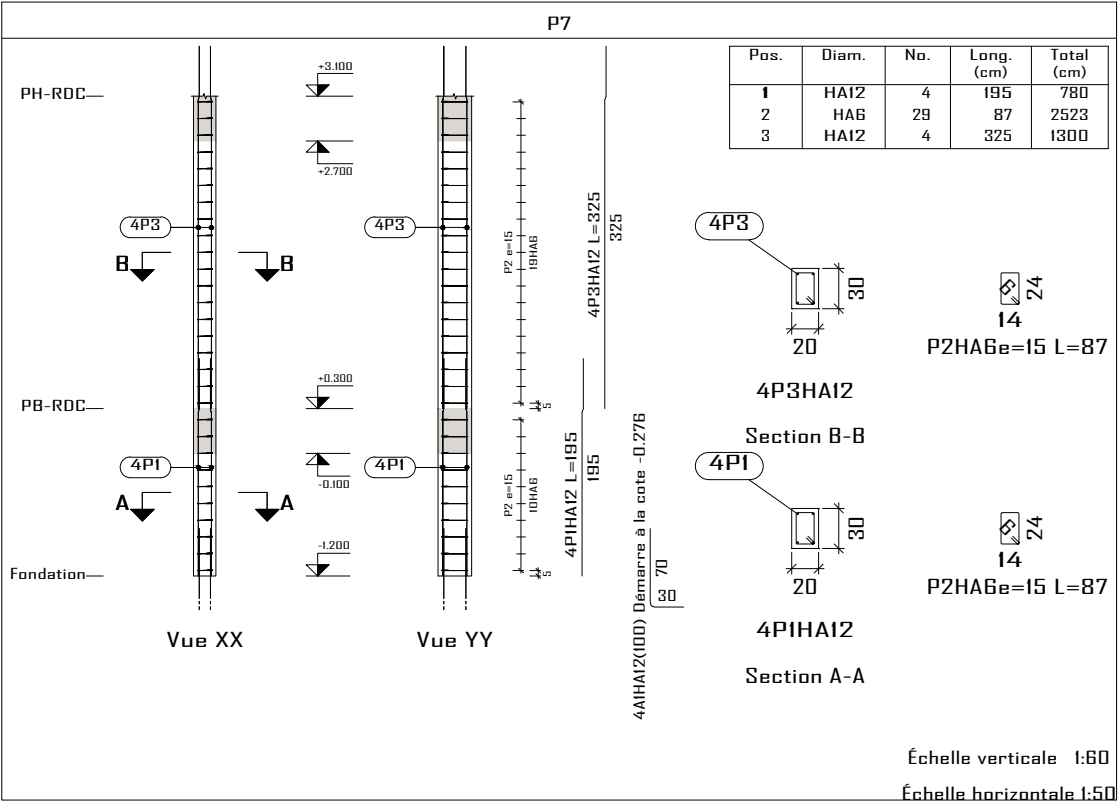 P7
Pos. Diam. No. Long. (cm) Total (cm)
1 HA12 4 195 780
2 HA6 29 87 2523
3 HA12 4 325 1300
PH-RDC
+3.100
+2.700
4P3
4P3
B B
P2 e=15
19HA6
4P3HA12 L=325
325
PB-RDC
+0.300
5
-0.100
4P1
4P1
A A
P2 e=15
10HA6
4P1HA12 L=195
195
Fondation
-1.200
5
4A1HA12(100) Démarre à la cote -0.276
70
30
Vue XX
Vue YY
4P3
30
20
4P3HA12
Section B-B
6
24
14
P2HA6e=15 L=87
4P1
30
20
4P1HA12
Section A-A
6
24
14
P2HA6e=15 L=87
Échelle verticale 1:60
Échelle horizontale 1:50